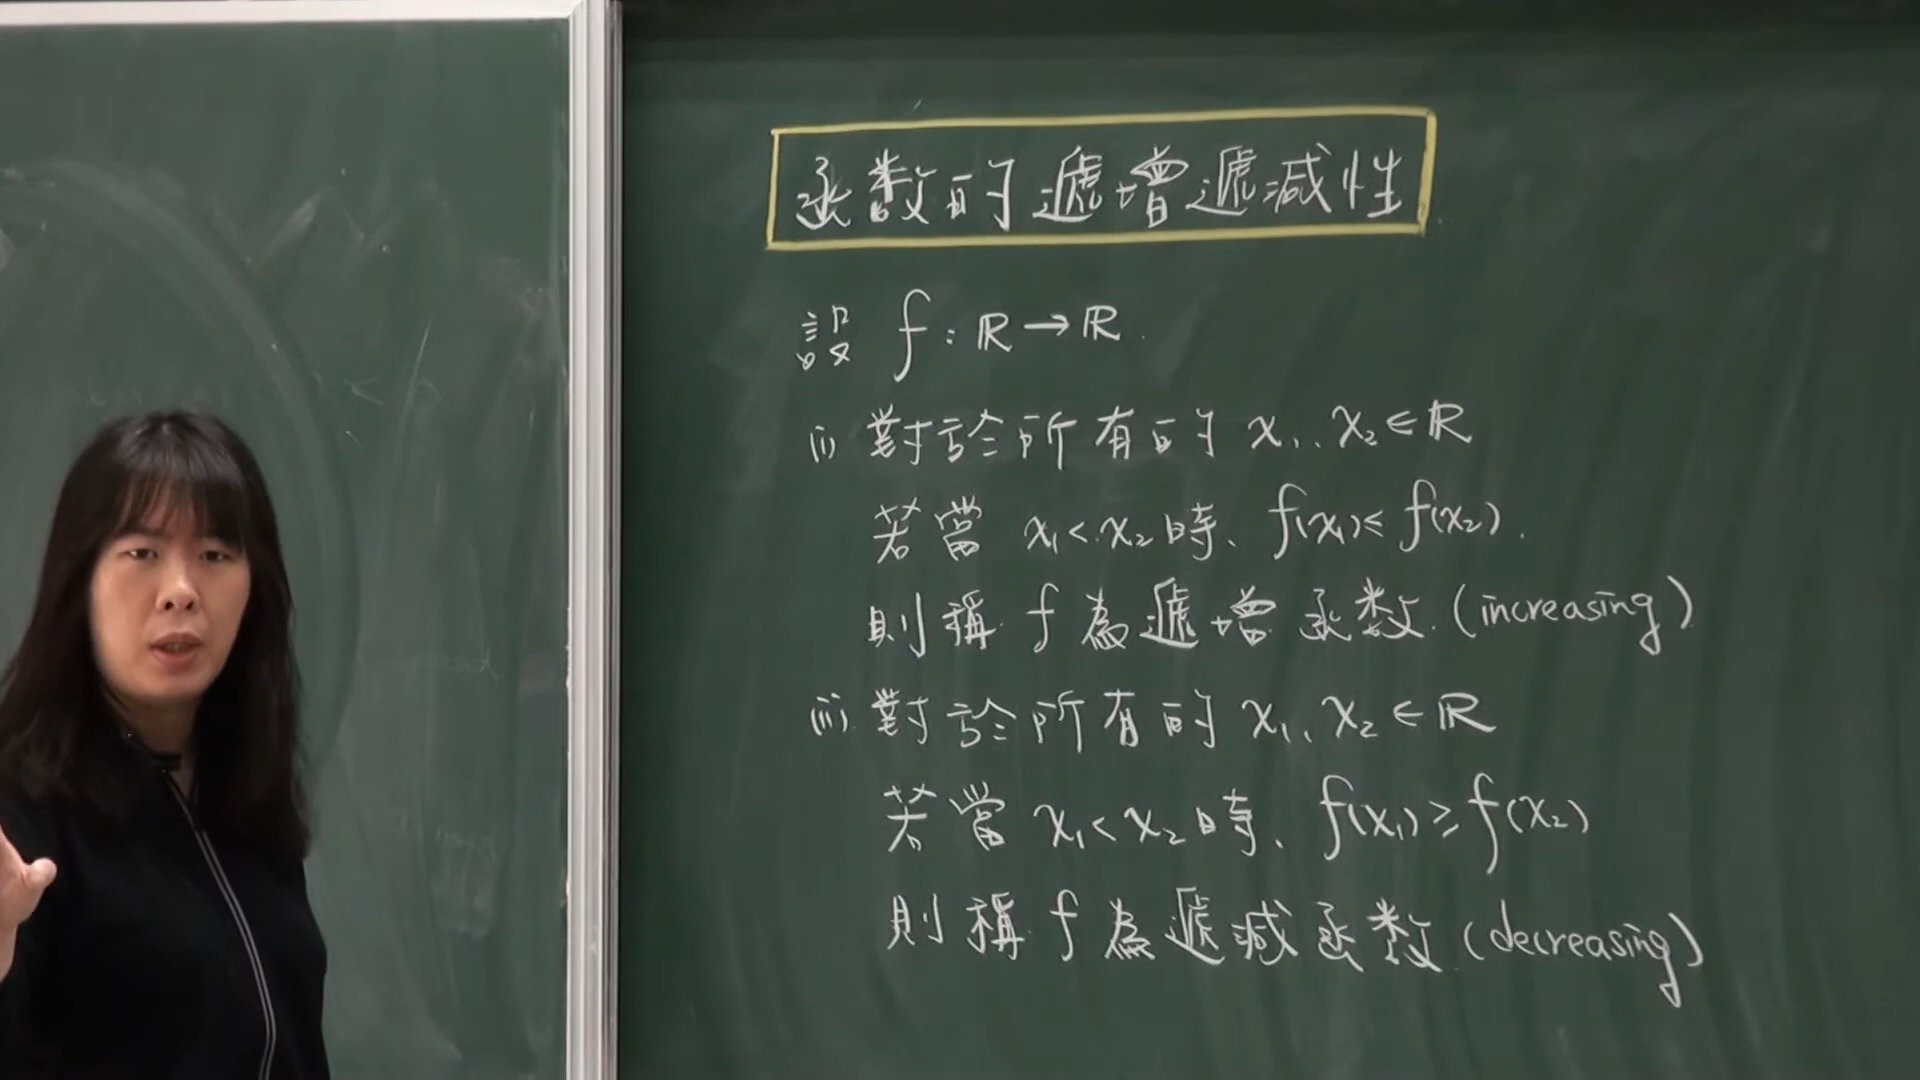 函數的遞增遞減性
設 f : ℝ → ℝ.
(i) 對於所有的 x₁、x₂ ∈ ℝ
若當 x₁ < x₂ 時、f(x₁) ≤ f(x₂).
則稱 f 為遞增函數. (increasing)
(ii) 對於所有的 x₁、x₂ ∈ ℝ
若當 x₁ < x₂ 時、f(x₁) ≥ f(x₂)
則稱 f 為遞減函數. (decreasing)